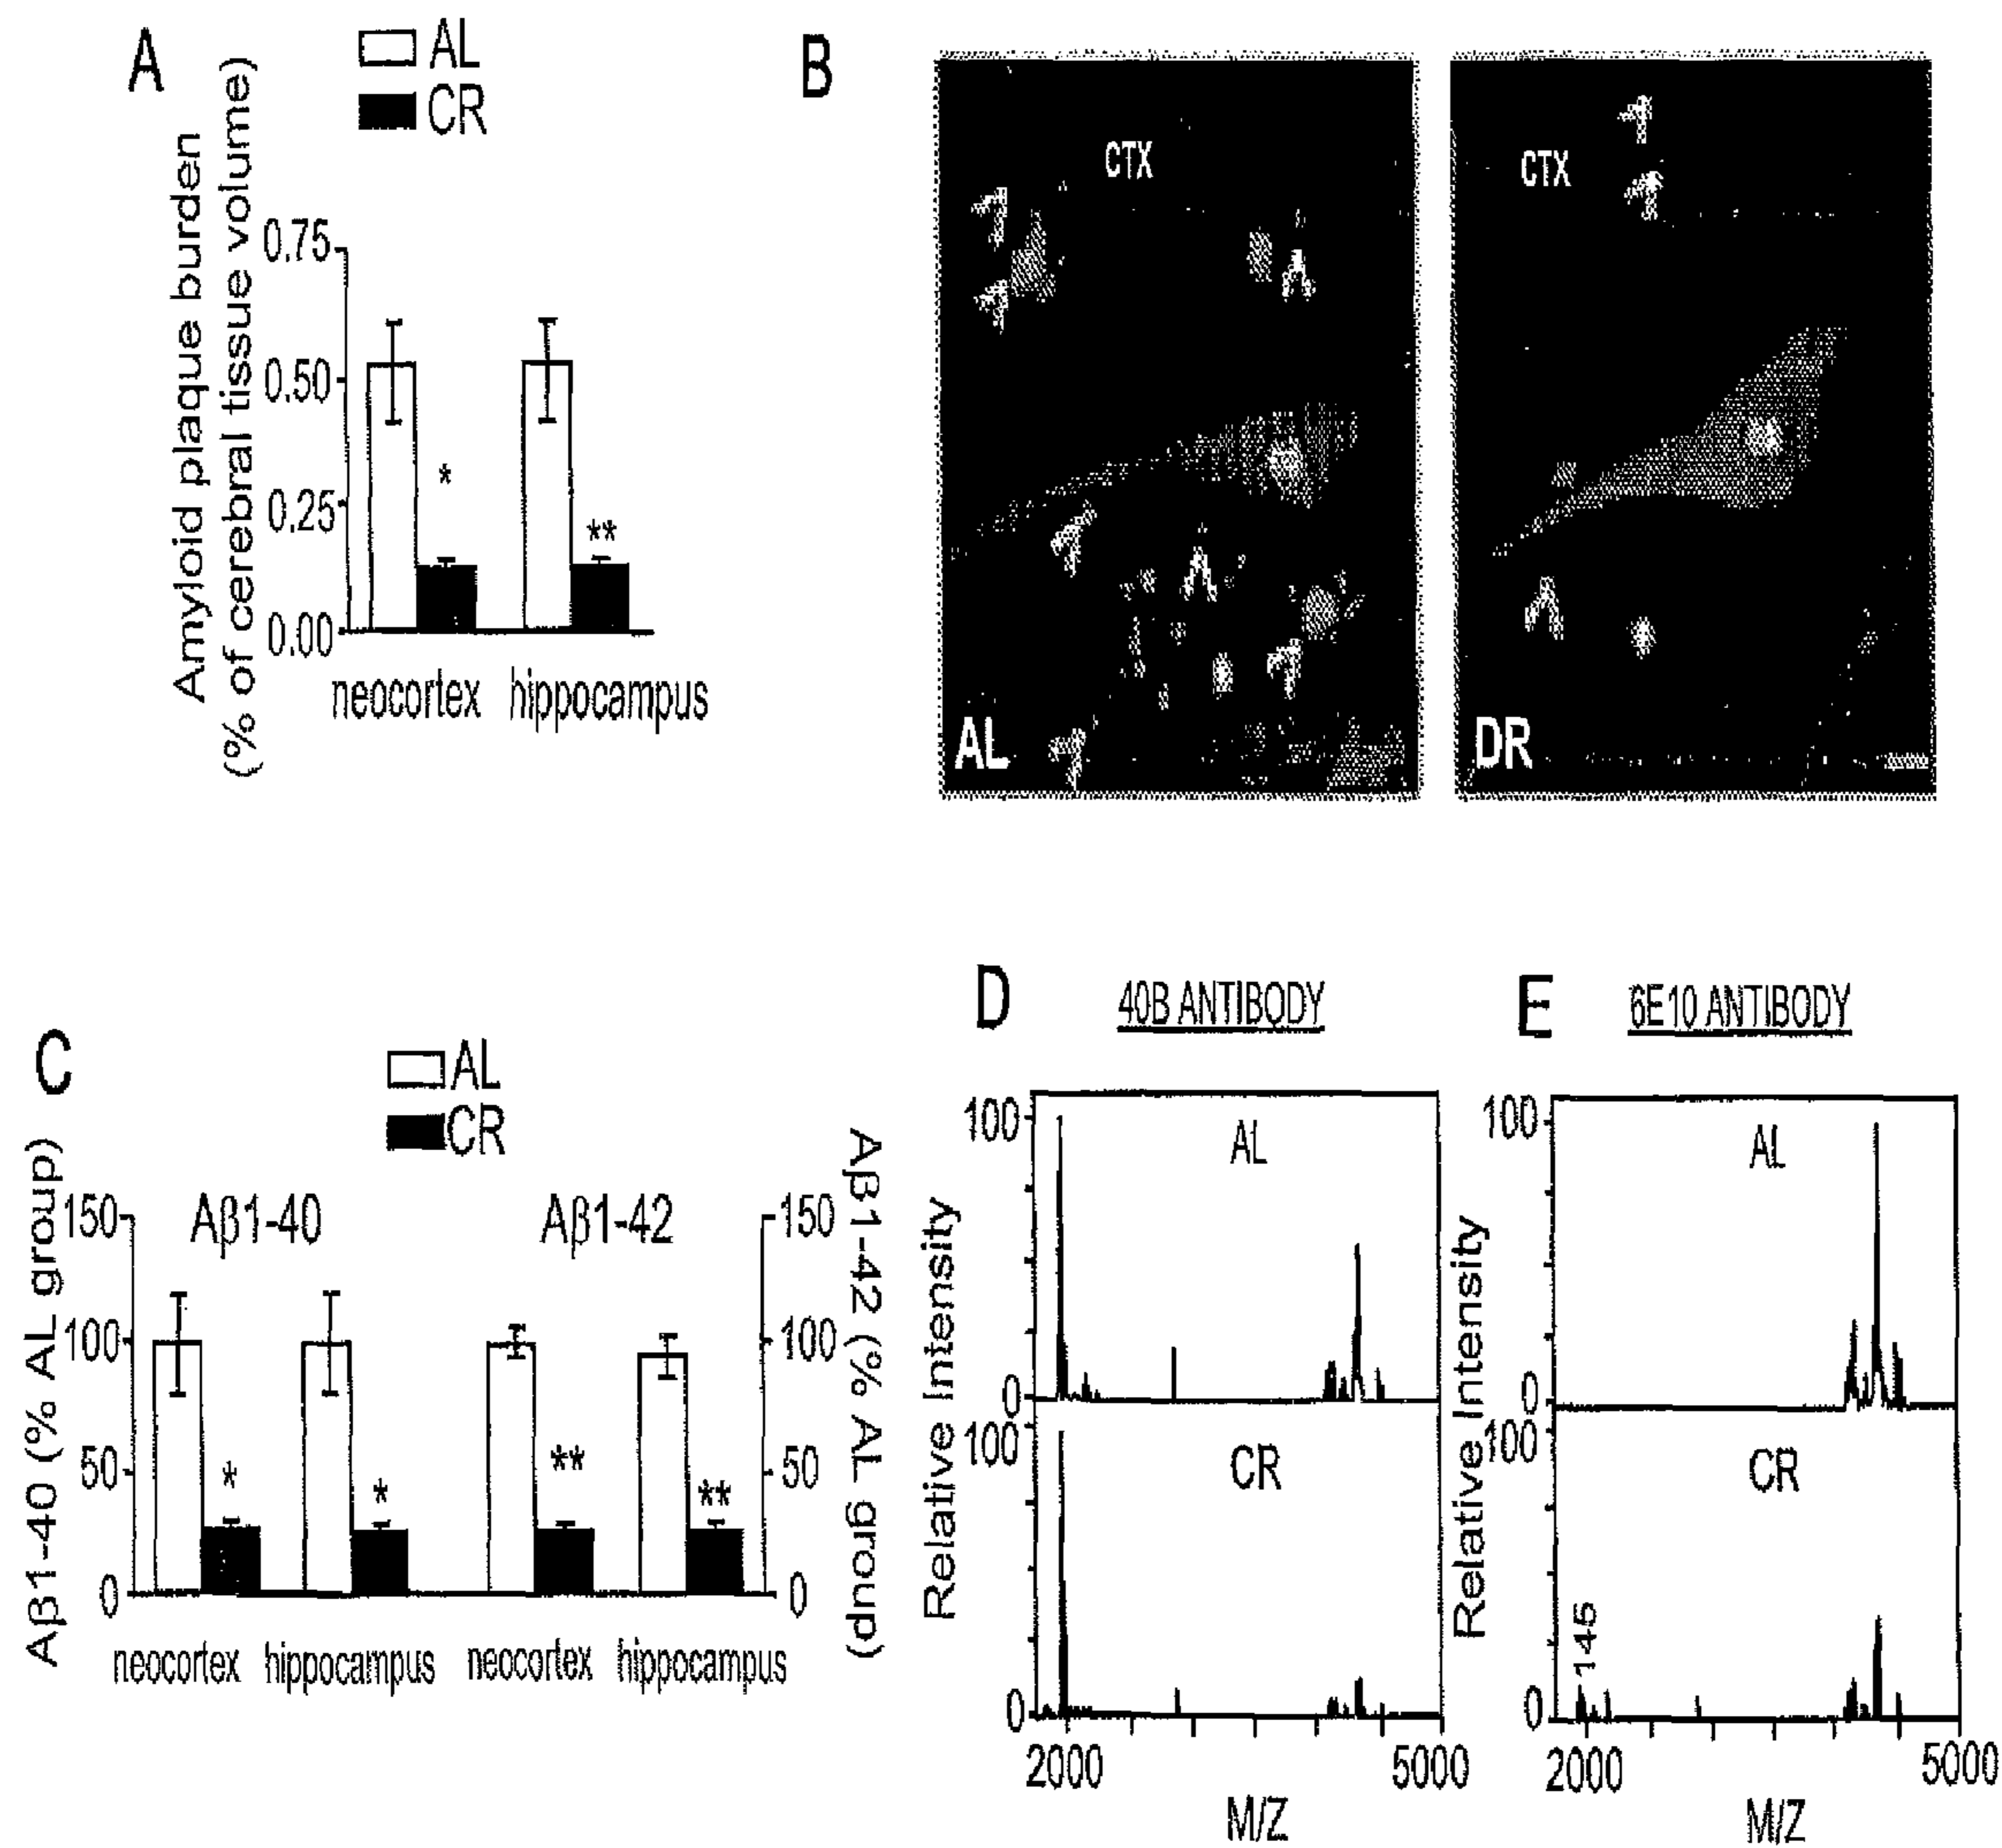 A
AL
CR
Amyloid plaque burden
(% of cerebral tissue volume)
0.75
0.50
0.25
0.00
*
**
neocortex hippocampus
B
CTX
AL
CTX
DR
C
AL
CR
Aβ1-40 (% AL group)
150
100
50
0
Aβ1-40
Aβ1-42
*
*
**
**
150
100
50
0
Aβ1-42 (% AL group)
neocortex hippocampus neocortex hippocampus
D
40B ANTIBODY
Relative Intensity
100
AL
0
100
CR
0
2000 5000
M/Z
E
6E10 ANTIBODY
Relative Intensity
100
AL
0
100
CR
145
0
2000 5000
M/Z